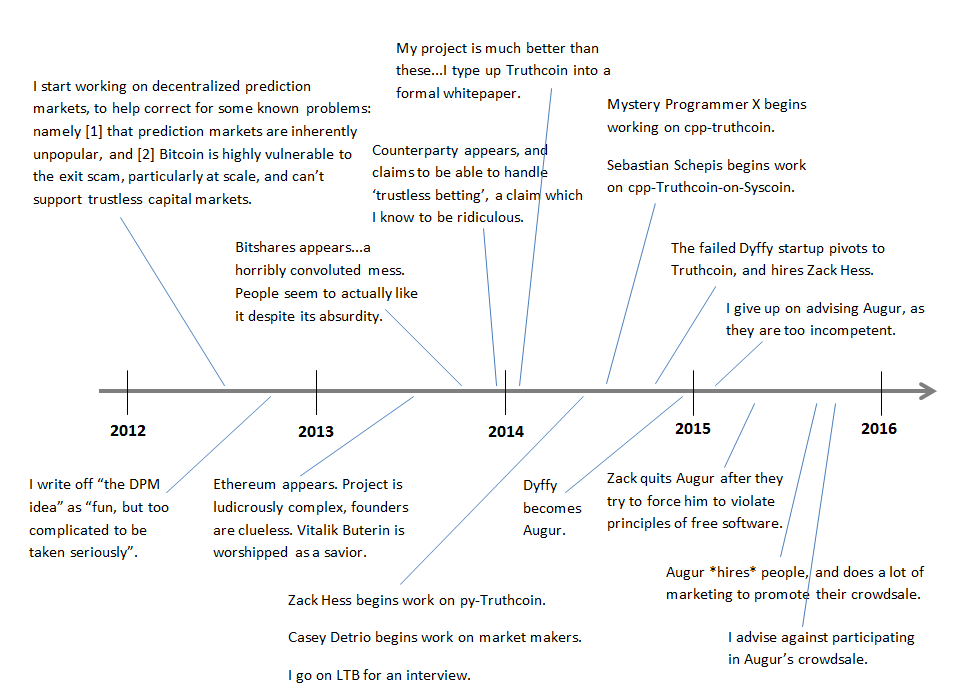 My project is much better than
these...I type up Truthcoin into a
formal whitepaper.
I start working on decentralized prediction
markets, to help correct for some known problems:
namely [1] that prediction markets are inherently
unpopular, and [2] Bitcoin is highly vulnerable to
the exit scam, particularly at scale, and can't
support trustless capital markets.
Mystery Programmer X begins
working on cpp-truthcoin.
Sebastian Schepis begins work
on cpp-Truthcoin-on-Syscoin.
Counterparty appears, and
claims to be able to handle
‘trustless betting’, a claim which
I know to be ridiculous.
Bitshares appears...a
horribly convoluted mess.
People seem to actually like
it despite its absurdity.
The failed Dyffy startup pivots to
Truthcoin, and hires Zack Hess.
I give up on advising Augur, as
they are too incompetent.
2012
2013
2014
2015
2016
I write off “the DPM
idea” as “fun, but too
complicated to be
taken seriously”.
Ethereum appears. Project is
ludicrously complex, founders
are clueless. Vitalik Buterin is
worshipped as a savior.
Dyffy
becomes
Augur.
Zack quits Augur after they
try to force him to violate
principles of free software.
Augur *hires* people, and does a lot of
marketing to promote their crowdsale.
Zack Hess begins work on py-Truthcoin.
Casey Detrio begins work on market makers.
I go on LTB for an interview.
I advise against participating
in Augur’s crowdsale.